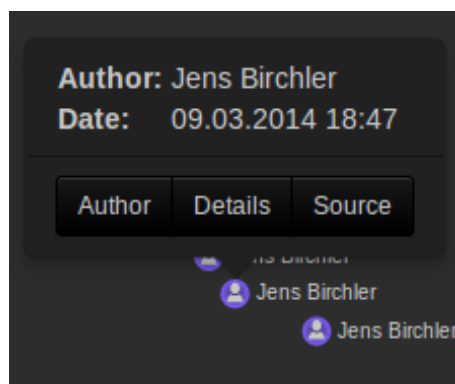 Author: Jens Birchler
Date: 09.03.2014 18:47
Author Details Source
Jens Birchler
Jens Birchler